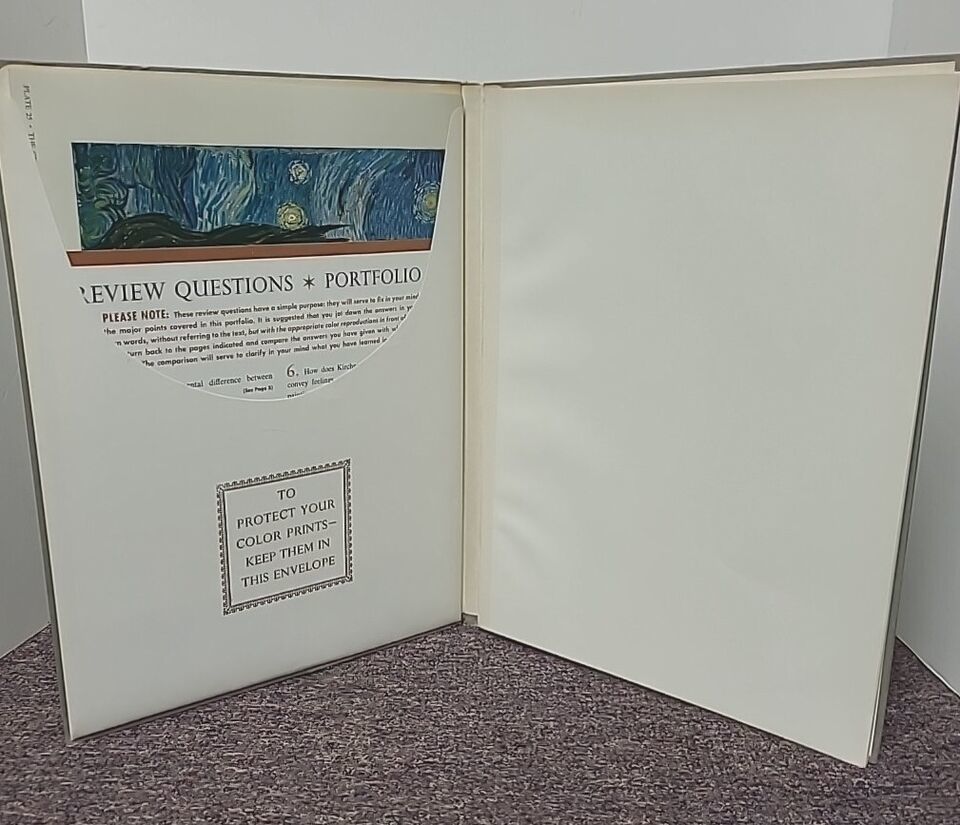 PLATE 25 • THE
REVIEW QUESTIONS ✶ PORTFOLIO
PLEASE NOTE: These review questions have a simple purpose: they will serve to fix in your mind
the major points covered in this portfolio. It is suggested that you jot down the answers in
words, without referring to the text, but with the appropriate color reproductions in front of
turn back to the pages indicated and compare the answers you have given with
The comparison will serve to clarify in your mind what you have learned
difference between
(See Page 3)
6. How does
convey feelings
TO
PROTECT YOUR
COLOR PRINTS—
KEEP THEM IN
THIS ENVELOPE